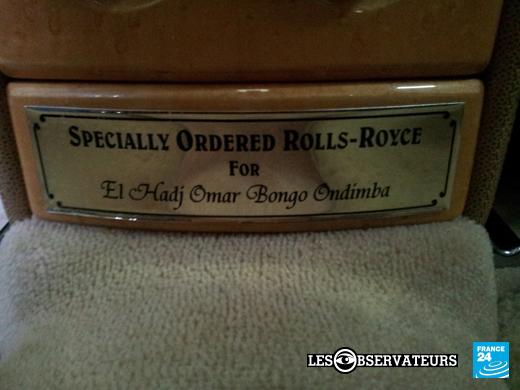 SPECIALLY ORDERED ROLLS-ROYCE
FOR
El Hadj Omar Bongo Ondimba
LESOBSERVATEURS
FRANCE
24